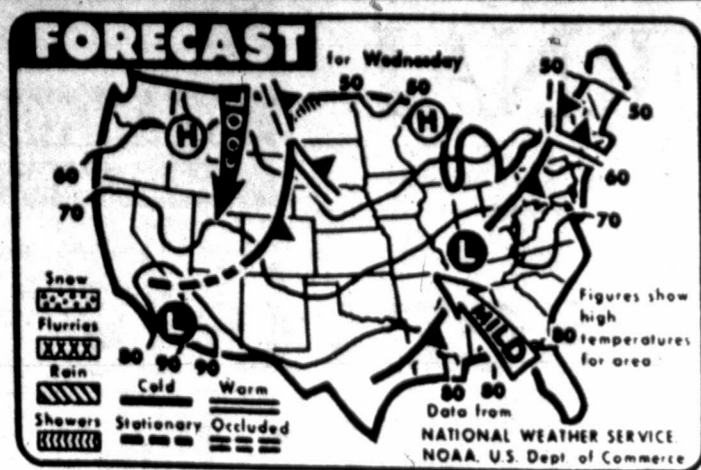 FORECAST
for Wednesday
50 50 50 50
H H
COOL
60 60
70 70
L
Snow
Figures show
Flurries
L MILD
high
80 temperatures
Rain
80 90 90
for area
Cold Warm
80 80
Showers
Stationary Occluded
Data from
NATIONAL WEATHER SERVICE.
NOAA, U.S. Dept. of Commerce